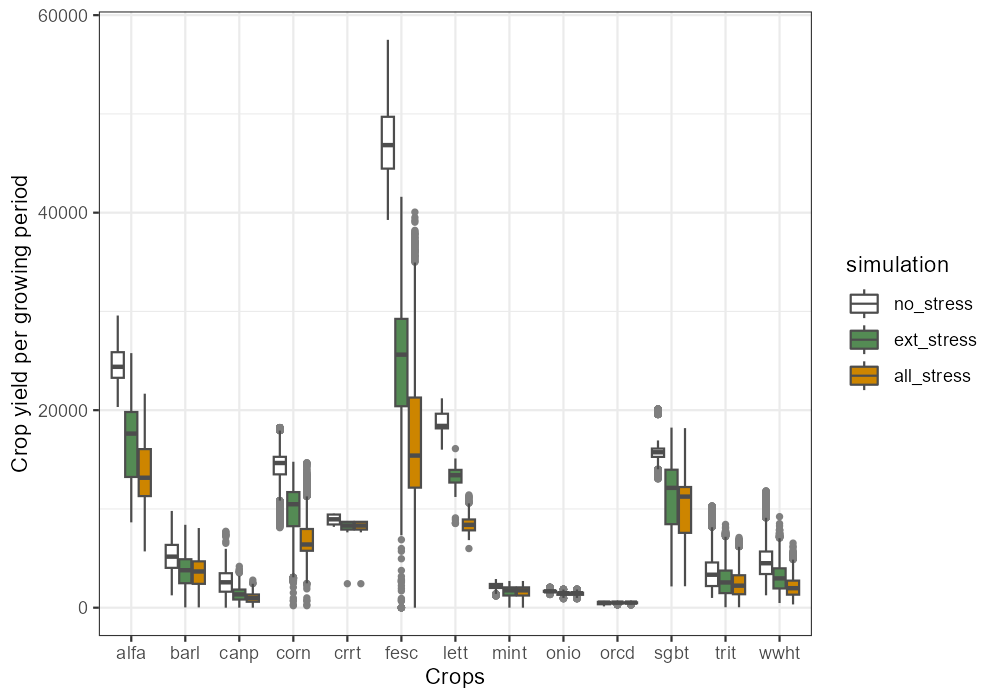 60000
40000
20000
0
Crop yield per growing period
alfa barl canp corn crrt fesc lett mint onio orcd sgbt trit wwht
Crops
simulation
no_stress
ext_stress
all_stress